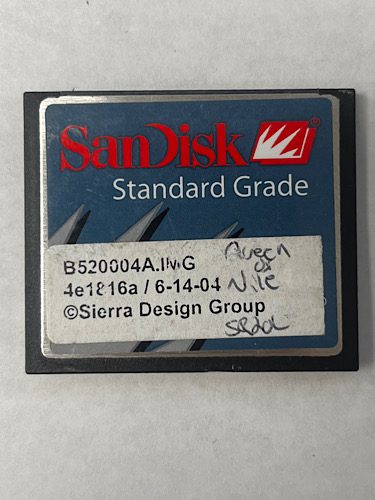 SanDisk ®
Standard Grade
B520004A.IMG
4e1816a / 6-14-04
©Sierra Design Group
Queen
of
Nile